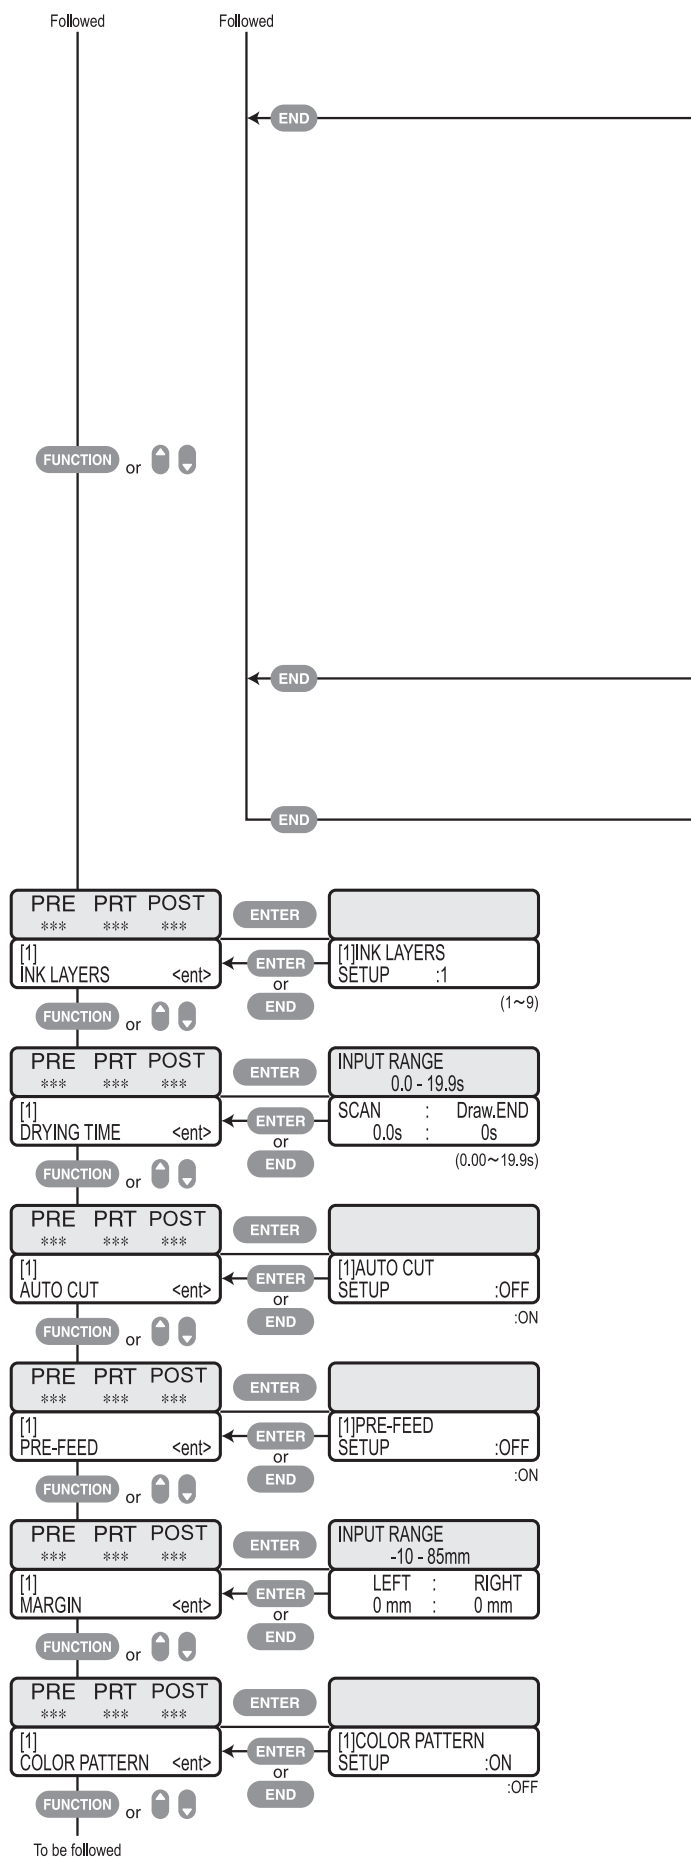 Followed Followed
END
FUNCTION or
END
END
PRE PRT POST
*** *** ***
ENTER
[1]
INK LAYERS <ent>
ENTER
or
END
[1]INK LAYERS
SETUP :1
(1～9)
FUNCTION or
PRE PRT POST
*** *** ***
ENTER
INPUT RANGE
0.0 - 19.9s
[1]
DRYING TIME <ent>
ENTER
or
END
SCAN : Draw.END
0.0s : 0s
(0.00～19.9s)
FUNCTION or
PRE PRT POST
*** *** ***
ENTER
[1]
AUTO CUT <ent>
ENTER
or
END
[1]AUTO CUT
SETUP :OFF
:ON
FUNCTION or
PRE PRT POST
*** *** ***
ENTER
[1]
PRE-FEED <ent>
ENTER
or
END
[1]PRE-FEED
SETUP :OFF
:ON
FUNCTION or
PRE PRT POST
*** *** ***
ENTER
INPUT RANGE
-10 - 85mm
[1]
MARGIN <ent>
ENTER
or
END
LEFT : RIGHT
0 mm : 0 mm
FUNCTION or
PRE PRT POST
*** *** ***
ENTER
[1]
COLOR PATTERN <ent>
ENTER
or
END
[1]COLOR PATTERN
SETUP :ON
:OFF
FUNCTION or
To be followed